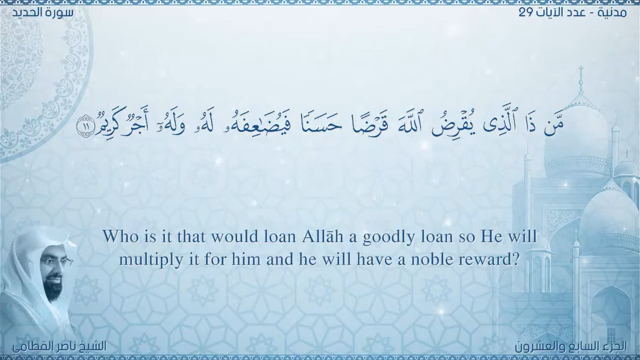 مدنية - عدد الآيات 29
سورة الحديد
مَّن ذَا ٱلَّذِى يُقْرِضُ ٱللَّهَ قَرْضًا حَسَنًا فَيُضَٰعِفَهُۥ لَهُۥ وَلَهُۥٓ أَجْرٌ كَرِيمٌ ١١
Who is it that would loan Allāh a goodly loan so He will
multiply it for him and he will have a noble reward?
الجزء السابع والعشرون
الشيخ ناصر القطامي